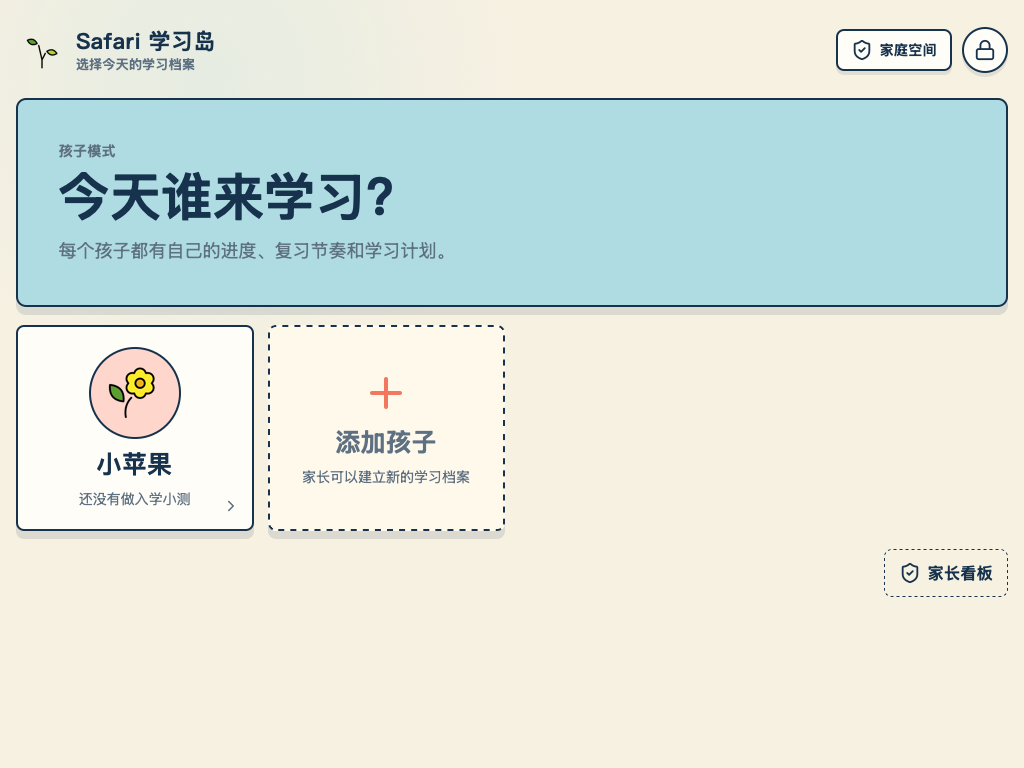 Safari 学习岛
选择今天的学习档案
家庭空间
孩子模式
今天谁来学习?
每个孩子都有自己的进度、复习节奏和学习计划。
小苹果
还没有做入学小测
添加孩子
家长可以建立新的学习档案
家长看板